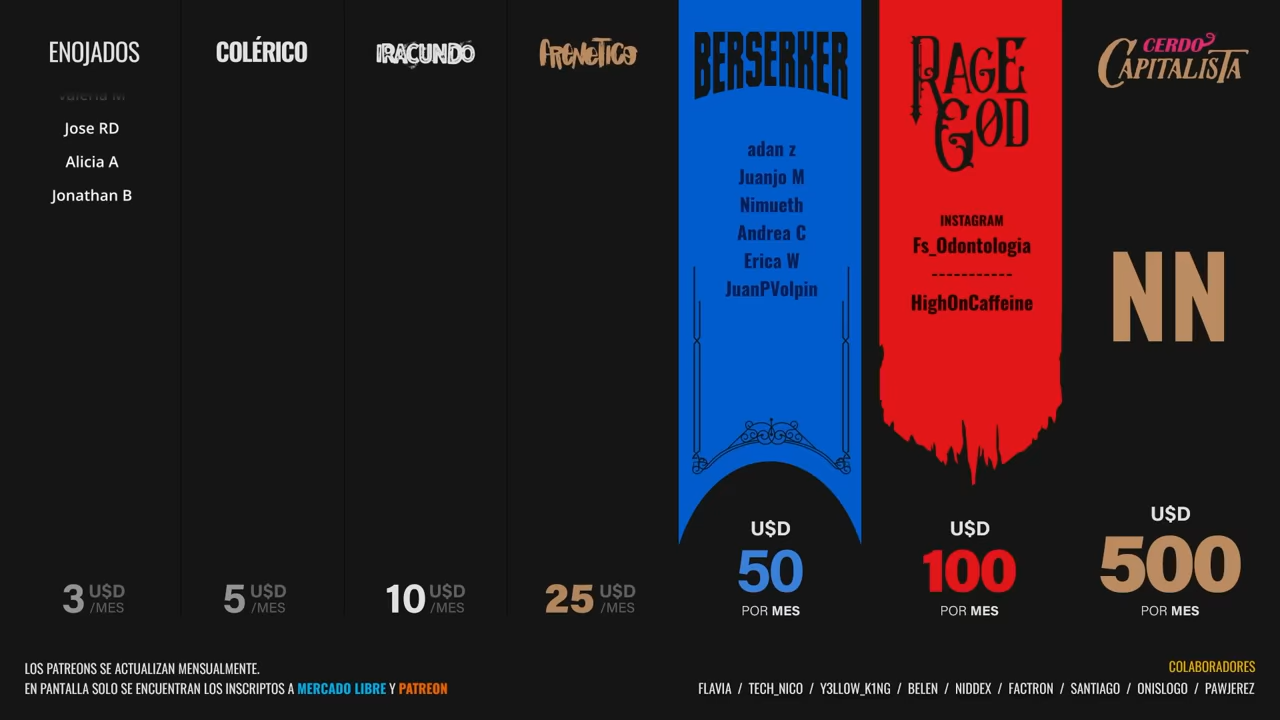 ENOJADOS
Valeria M
Jose RD
Alicia A
Jonathan B
3 U$D
/MES
COLÉRICO
5 U$D
/MES
IRACUNDO
10 U$D
/MES
FRENETICO
25 U$D
/MES
BERSERKER
adan z
Juanjo M
Nimueth
Andrea C
Erica W
JuanPVolpin
U$D
50
POR MES
RAGE
GOD
INSTAGRAM
Fs_Odontologia
-----------
HighOnCaffeine
U$D
100
POR MES
CERDO
CAPITALISTA
NN
U$D
500
POR MES
LOS PATREONS SE ACTUALIZAN MENSUALMENTE.
EN PANTALLA SOLO SE ENCUENTRAN LOS INSCRIPTOS A MERCADO LIBRE Y PATREON
COLABORADORES
FLAVIA / TECH_NICO / Y3LLOW_K1NG / BELEN / NIDDEX / FACTRON / SANTIAGO / ONISLOGO / PAWJEREZ